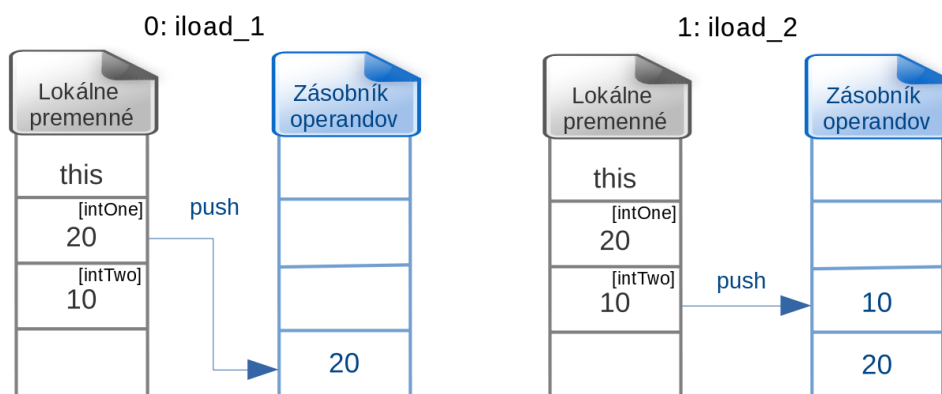 0: iload_1
Lokálne
premenné
Zásobník
operandov
this
[intOne]
20
push
[intTwo]
10
20
1: iload_2
Lokálne
premenné
Zásobník
operandov
this
[intOne]
20
[intTwo]
10
push
10
20